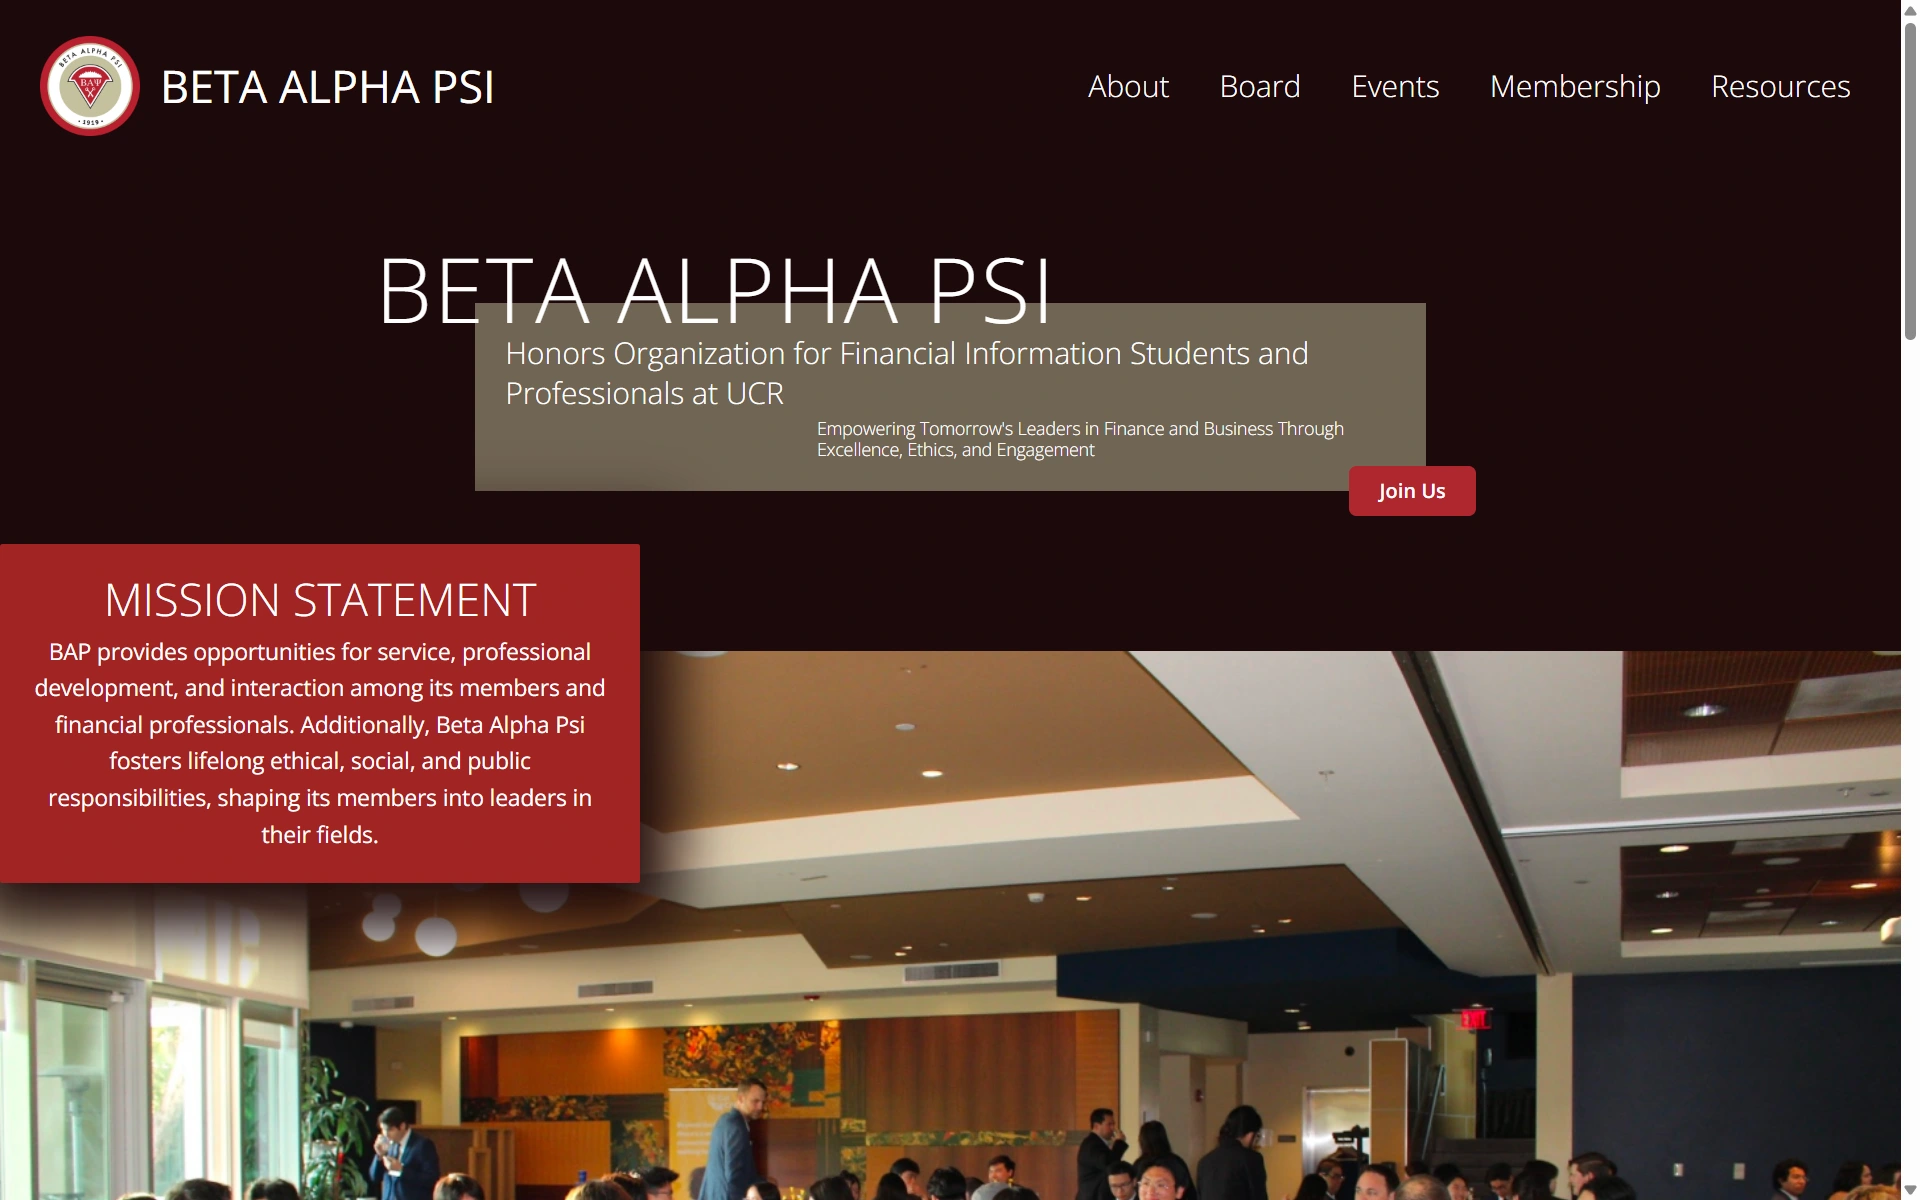 BETA ALPHA PSI
ΒΑΨ
· 1919 ·
BETA ALPHA PSI
About
Board
Events
Membership
Resources
BETA ALPHA PSI
Honors Organization for Financial Information Students and
Professionals at UCR
Empowering Tomorrow's Leaders in Finance and Business Through
Excellence, Ethics, and Engagement
Join Us
MISSION STATEMENT
BAP provides opportunities for service, professional
development, and interaction among its members and
financial professionals. Additionally, Beta Alpha Psi
fosters lifelong ethical, social, and public
responsibilities, shaping its members into leaders in
their fields.
EXIT